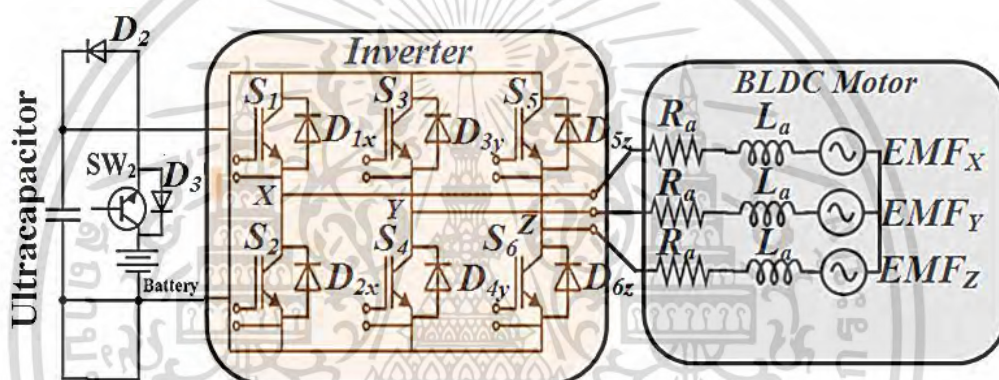 D2
Inverter
BLDC Motor
S1
S3
S5
Ra
La
D1x
D3y
D5z
EMFX
SW2
D3
X
Y
Z
Ra
La
EMFY
Ultracapacitor
S2
S4
S6
Ra
La
EMFZ
Battery
D2x
D4y
D6z